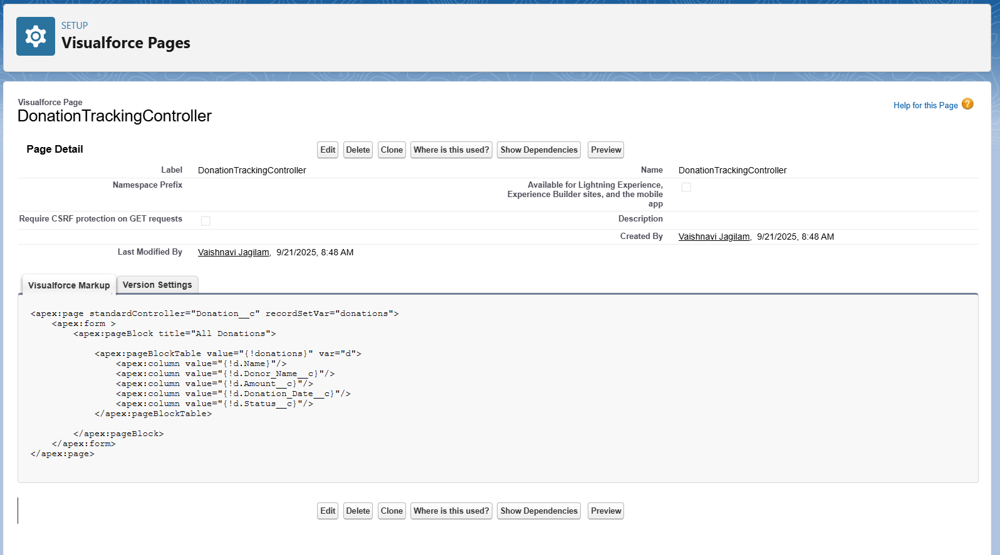 SETUP
Visualforce Pages
Visualforce Page
DonationTrackingController
Help for this Page ?
Page Detail
Edit Delete Clone Where is this used? Show Dependencies Preview
Label DonationTrackingController Name DonationTrackingController
Namespace Prefix Available for Lightning Experience,
Experience Builder sites, and the mobile
app
Require CSRF protection on GET requests Description
Created By Vaishnavi Jagilam, 9/21/2025, 8:48 AM
Last Modified By Vaishnavi Jagilam, 9/21/2025, 8:48 AM
Visualforce Markup Version Settings
<apex:page standardController="Donation__c" recordSetVar="donations">
    <apex:form >
        <apex:pageBlock title="All Donations">
            <apex:pageBlockTable value="{!donations}" var="d">
                <apex:column value="{!d.Name}"/>
                <apex:column value="{!d.Donor_Name__c}"/>
                <apex:column value="{!d.Amount__c}"/>
                <apex:column value="{!d.Donation_Date__c}"/>
                <apex:column value="{!d.Status__c}"/>
            </apex:pageBlockTable>
        </apex:pageBlock>
    </apex:form>
</apex:page>
Edit Delete Clone Where is this used? Show Dependencies Preview